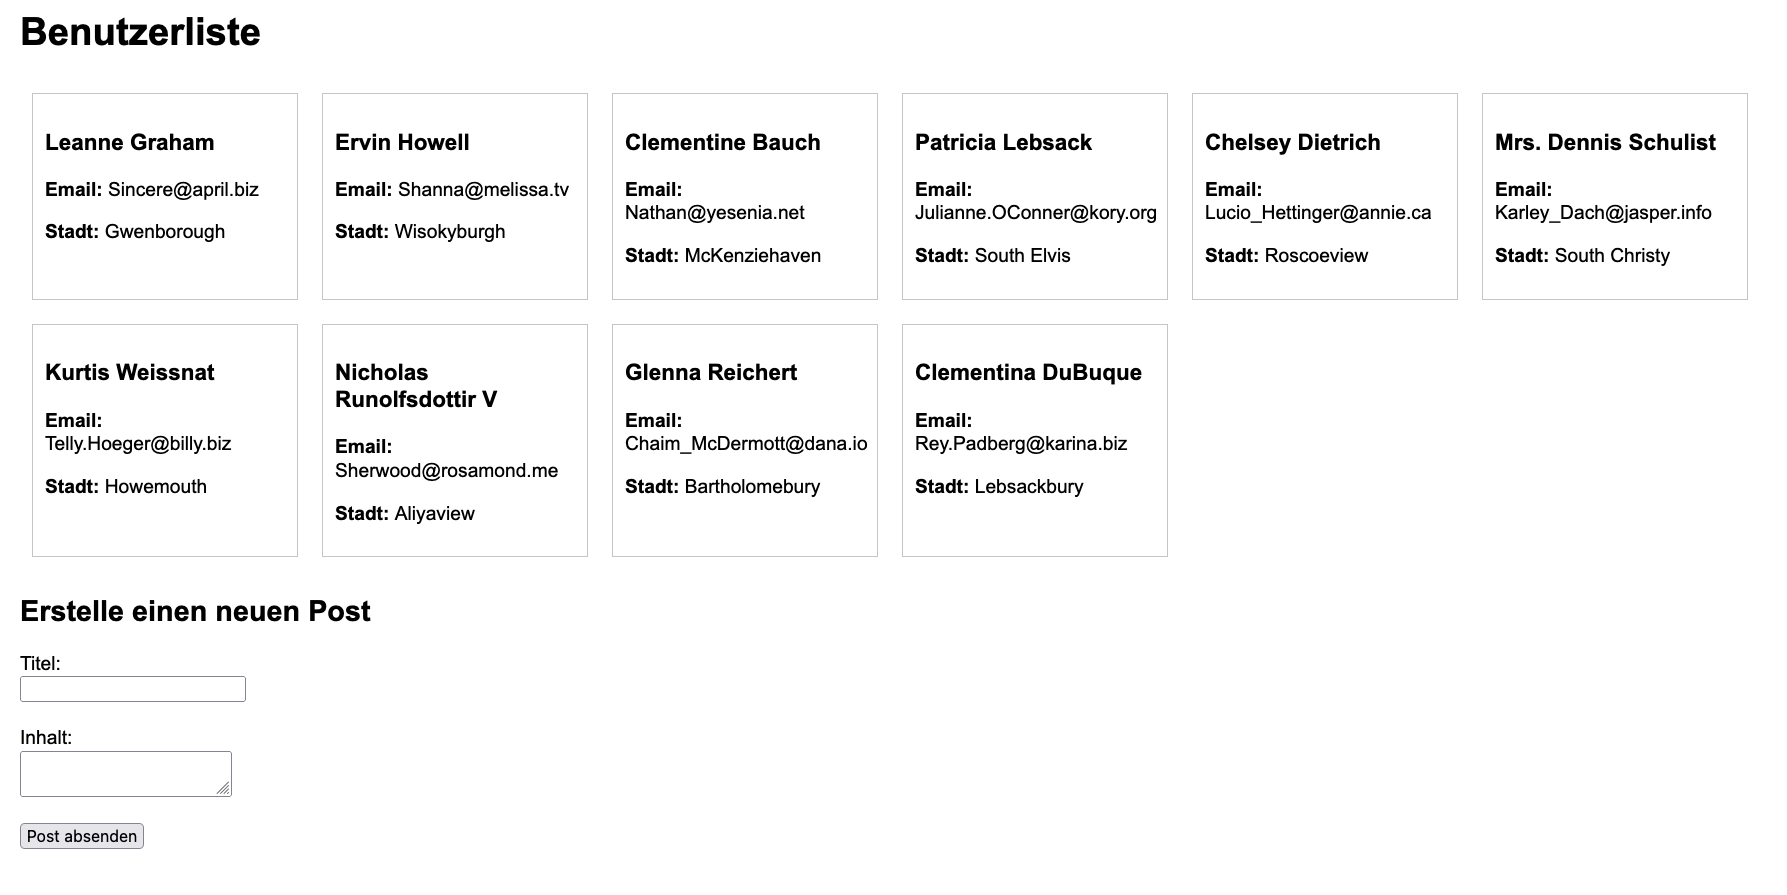 Benutzerliste
Leanne Graham
Email: Sincere@april.biz
Stadt: Gwenborough
Ervin Howell
Email: Shanna@melissa.tv
Stadt: Wisokyburgh
Clementine Bauch
Email:
Nathan@yesenia.net
Stadt: McKenziehaven
Patricia Lebsack
Email:
Julianne.OConner@kory.org
Stadt: South Elvis
Chelsey Dietrich
Email:
Lucio_Hettinger@annie.ca
Stadt: Roscoeview
Mrs. Dennis Schulist
Email:
Karley_Dach@jasper.info
Stadt: South Christy
Kurtis Weissnat
Email:
Telly.Hoeger@billy.biz
Stadt: Howemouth
Nicholas
Runolfsdottir V
Email:
Sherwood@rosamond.me
Stadt: Aliyaview
Glenna Reichert
Email:
Chaim_McDermott@dana.io
Stadt: Bartholomebury
Clementina DuBuque
Email:
Rey.Padberg@karina.biz
Stadt: Lebsackbury
Erstelle einen neuen Post
Titel:
Inhalt:
Post absenden